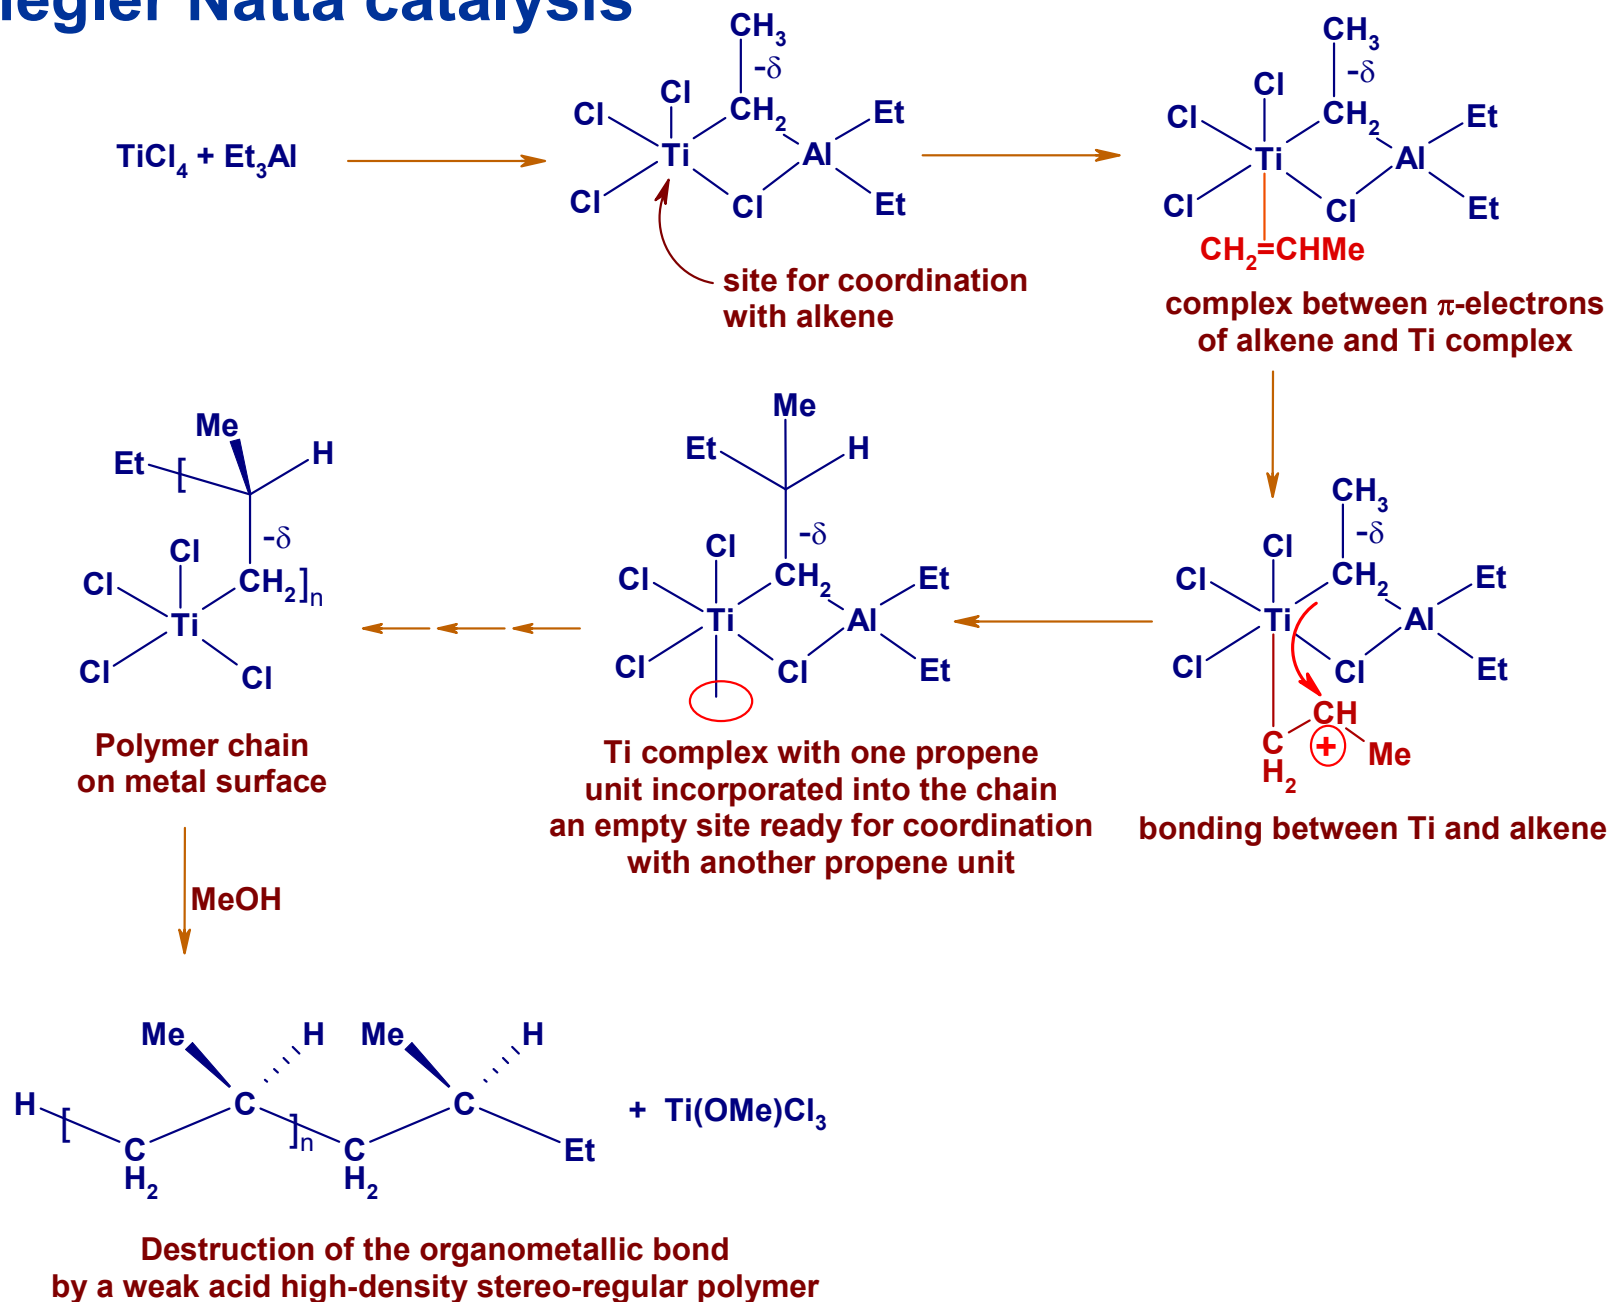 iegler Natta catalysis
TiCl4 + Et3Al
CH3
-δ
Cl
Cl
CH2
Et
Ti
Al
Cl
Cl
Et
site for coordination
with alkene
CH3
-δ
Cl
Cl
CH2
Et
Ti
Al
Cl
Cl
Et
CH2=CHMe
complex between π-electrons
of alkene and Ti complex
CH3
-δ
Cl
Cl
CH2
Et
Ti
Al
Cl
Cl
Et
CH
C
H2
+
Me
bonding between Ti and alkene
Me
Et
H
-δ
Cl
Cl
CH2
Et
Ti
Al
Cl
Cl
Et
Ti complex with one propene
unit incorporated into the chain
an empty site ready for coordination
with another propene unit
Me
Et
[
H
-δ
Cl
Cl
CH2]n
Ti
Cl
Cl
Polymer chain
on metal surface
MeOH
Me
H
Me
H
H
[
C
C
]n
C
H2
C
H2
Et
+ Ti(OMe)Cl3
Destruction of the organometallic bond
by a weak acid high-density stereo-regular polymer